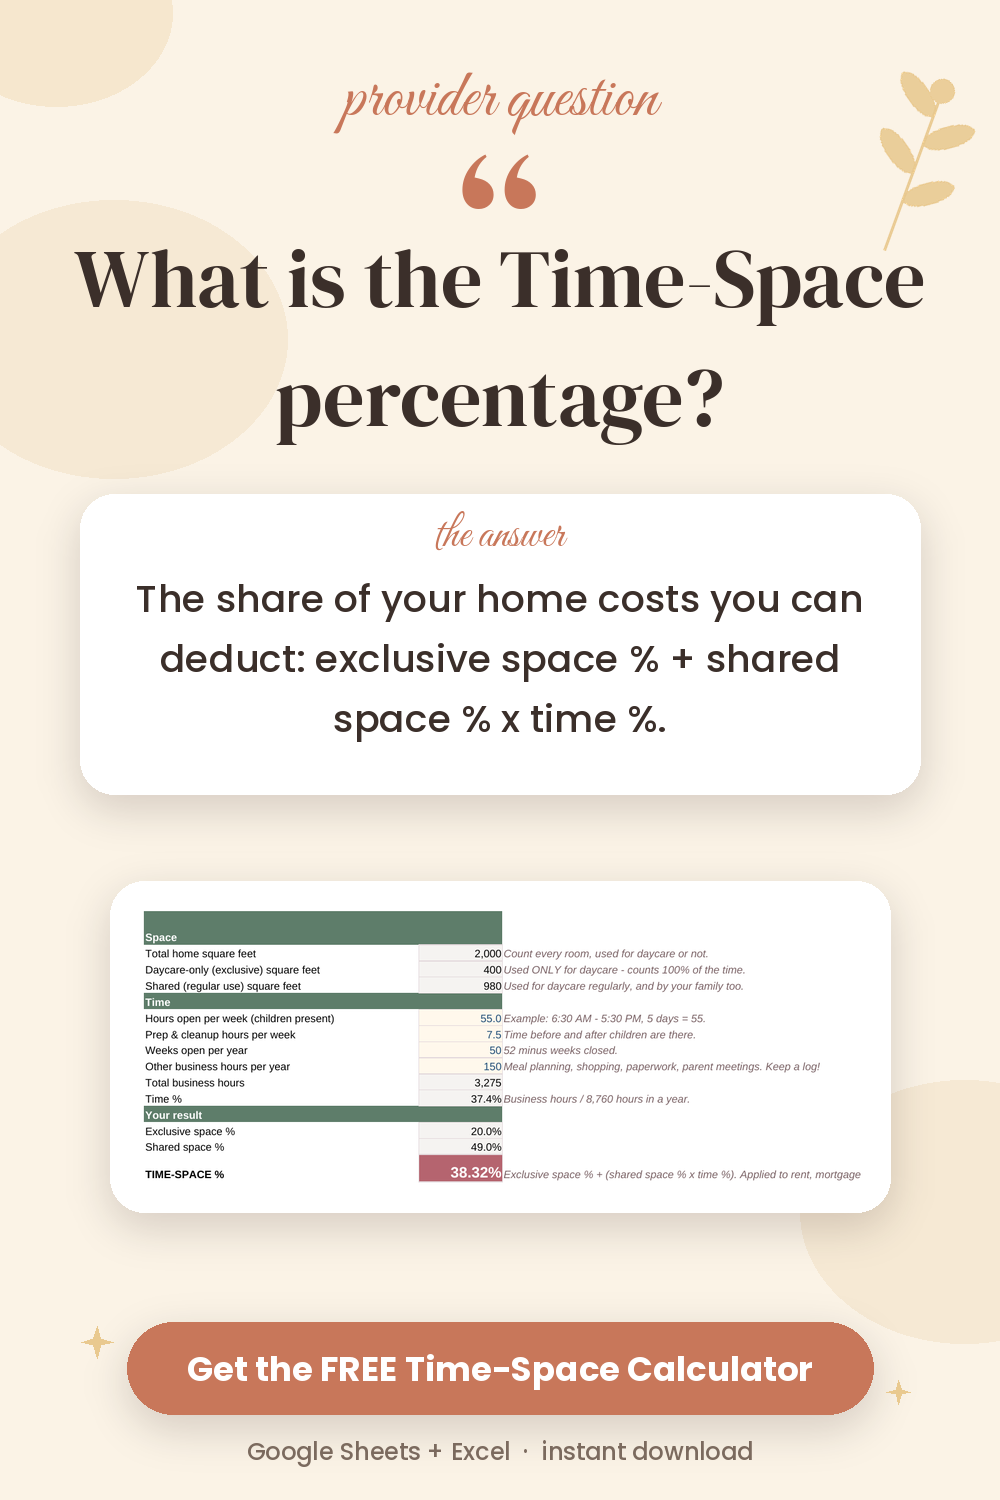 provider question
“
What is the Time-Space
percentage?
the answer
The share of your home costs you can
deduct: exclusive space % + shared
space % x time %.
Space
Total home square feet 2,000 Count every room, used for daycare or not.
Daycare-only (exclusive) square feet 400 Used ONLY for daycare - counts 100% of the time.
Shared (regular use) square feet 980 Used for daycare regularly, and by your family too.
Time
Hours open per week (children present) 55.0 Example: 6:30 AM - 5:30 PM, 5 days = 55.
Prep & cleanup hours per week 7.5 Time before and after children are there.
Weeks open per year 50 52 minus weeks closed.
Other business hours per year 150 Meal planning, shopping, paperwork, parent meetings. Keep a log!
Total business hours 3,275
Time % 37.4% Business hours / 8,760 hours in a year.
Your result
Exclusive space % 20.0%
Shared space % 49.0%
TIME-SPACE % 38.32% Exclusive space % + (shared space % x time %). Applied to rent, mortgage
Get the FREE Time-Space Calculator
Google Sheets + Excel · instant download